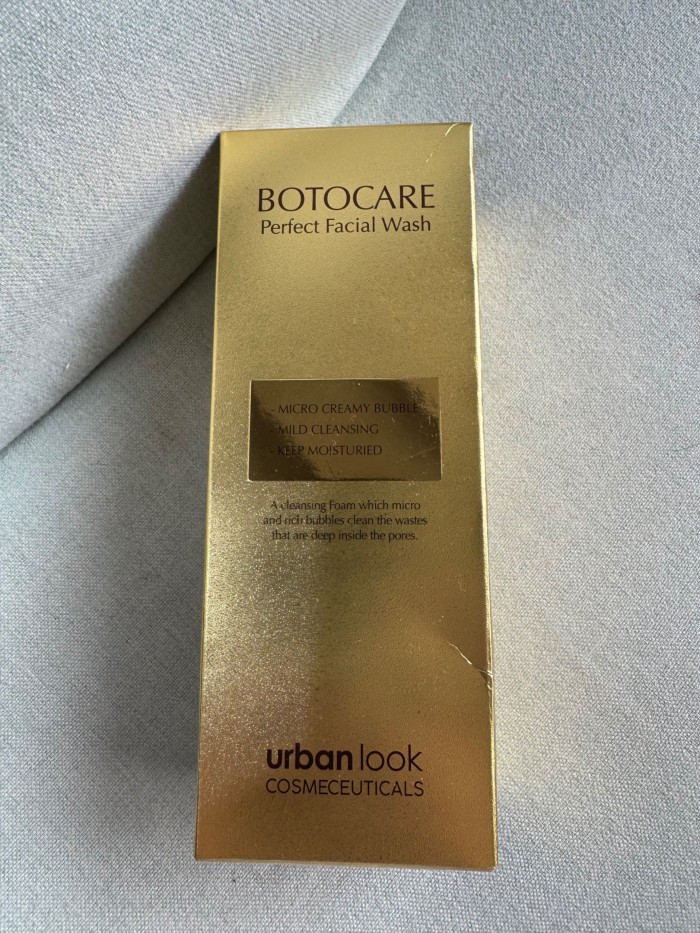 BOTOCARE
Perfect Facial Wash
- MICRO CREAMY BUBBLE
- MILD CLEANSING
- KEEP MOISTURIED
A cleansing Foam which micro
and rich bubbles clean the wastes
that are deep inside the pores.
urban look
COSMECEUTICALS